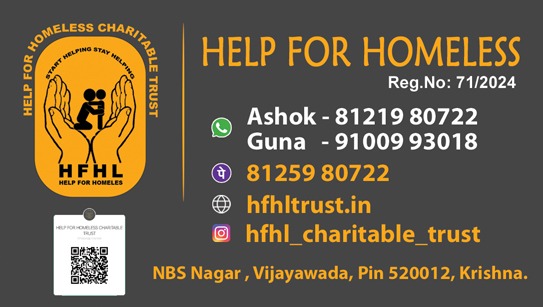 HELP FOR HOMELESS CHARITABLE TRUST
START HELPING STAY HELPING
HFHL
HELP FOR HOMELES
HELP FOR HOMELESS CHARITABLE
TRUST
HELP FOR HOMELESS
Reg.No: 71/2024
Ashok - 81219 80722
Guna - 91009 93018
पे 81259 80722
hfhltrust.in
hfhl_charitable_trust
NBS Nagar , Vijayawada, Pin 520012, Krishna.